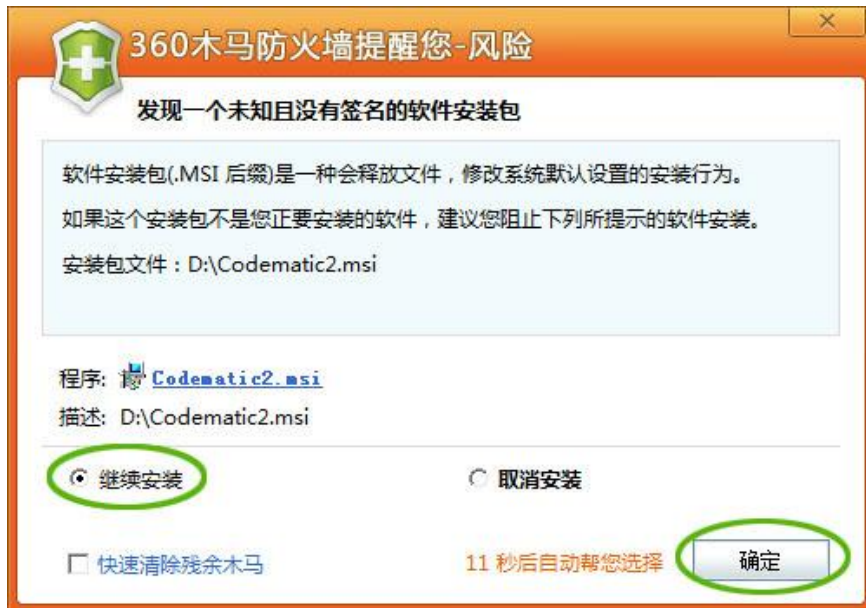 360木马防火墙提醒您-风险
发现一个未知且没有签名的软件安装包
软件安装包(.MSI 后缀)是一种会释放文件，修改系统默认设置的安装行为。
如果这个安装包不是您正要安装的软件，建议您阻止下列所提示的软件安装。
安装包文件：D:\Codematic2.msi
程序: Codematic2.msi
描述: D:\Codematic2.msi
继续安装 取消安装
快速清除残余木马 11 秒后自动帮您选择 确定